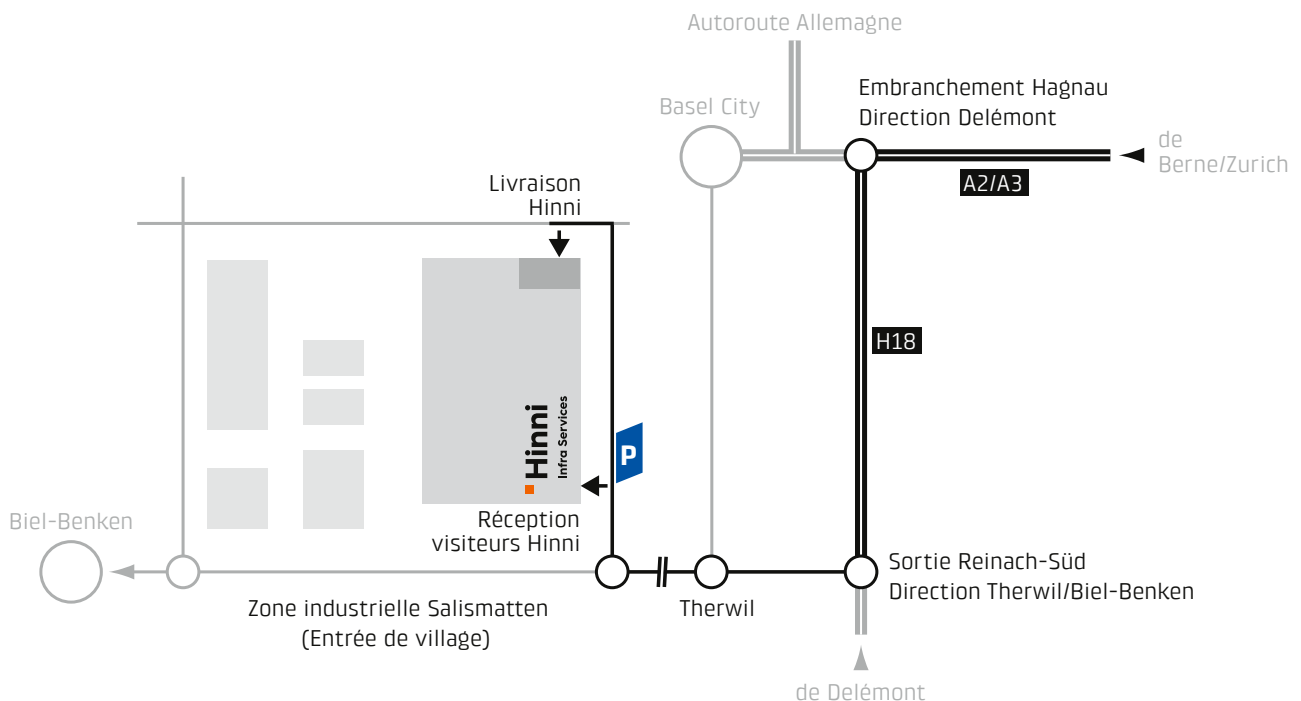 Autoroute Allemagne
Embranchement Hagnau
Direction Delémont
Basel City
de
Berne/Zurich
A2/A3
Livraison
Hinni
H18
Hinni
Infra Services
P
Réception
visiteurs Hinni
Biel-Benken
Sortie Reinach-Süd
Direction Therwil/Biel-Benken
Zone industrielle Salismatten
(Entrée de village)
Therwil
de Delémont